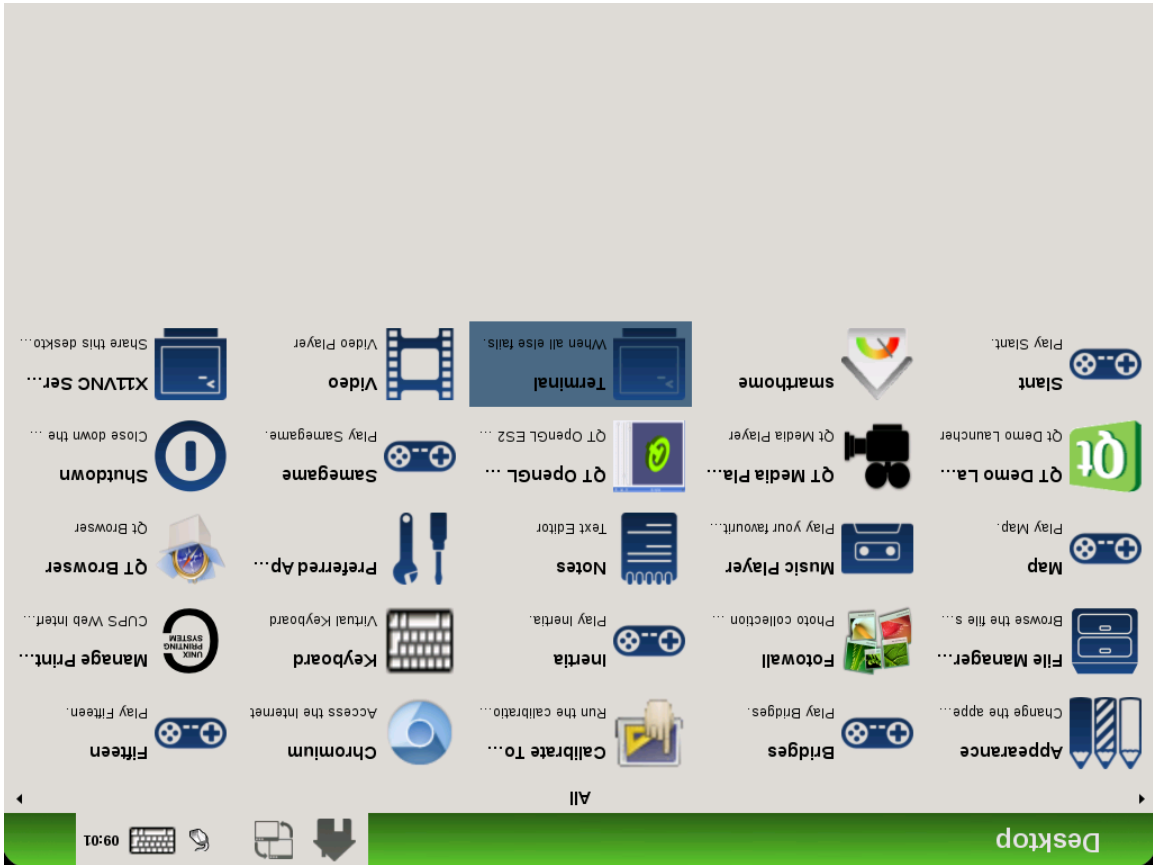 Desktop
09:01
All
Appearance
Change the appe...
Bridges
Play Bridges.
Calibrate To...
Run the calibratio...
Chromium
Access the Internet
Fifteen
Play Fifteen.
File Manager...
Browse the file s...
Fotowall
Photo collection ...
Inertia
Play Inertia.
Keyboard
Virtual Keyboard
UNIX
PRINTING
SYSTEM
Manage Print...
CUPS Web Interf...
Map
Play Map.
Music Player
Play your favourit...
Notes
Text Editor
Preferred Ap...
QT Browser
Qt Browser
Qt
QT Demo La...
Qt Demo Launcher
QT Media Pla...
Qt Media Player
QT OpenGL ...
QT OpenGL ES2 ...
Samegame
Play Samegame.
Shutdown
Close down the ...
Slant
Play Slant.
smarthome
Terminal
When all else fails.
Video
Video Player
X11VNC Ser...
Share this deskto...